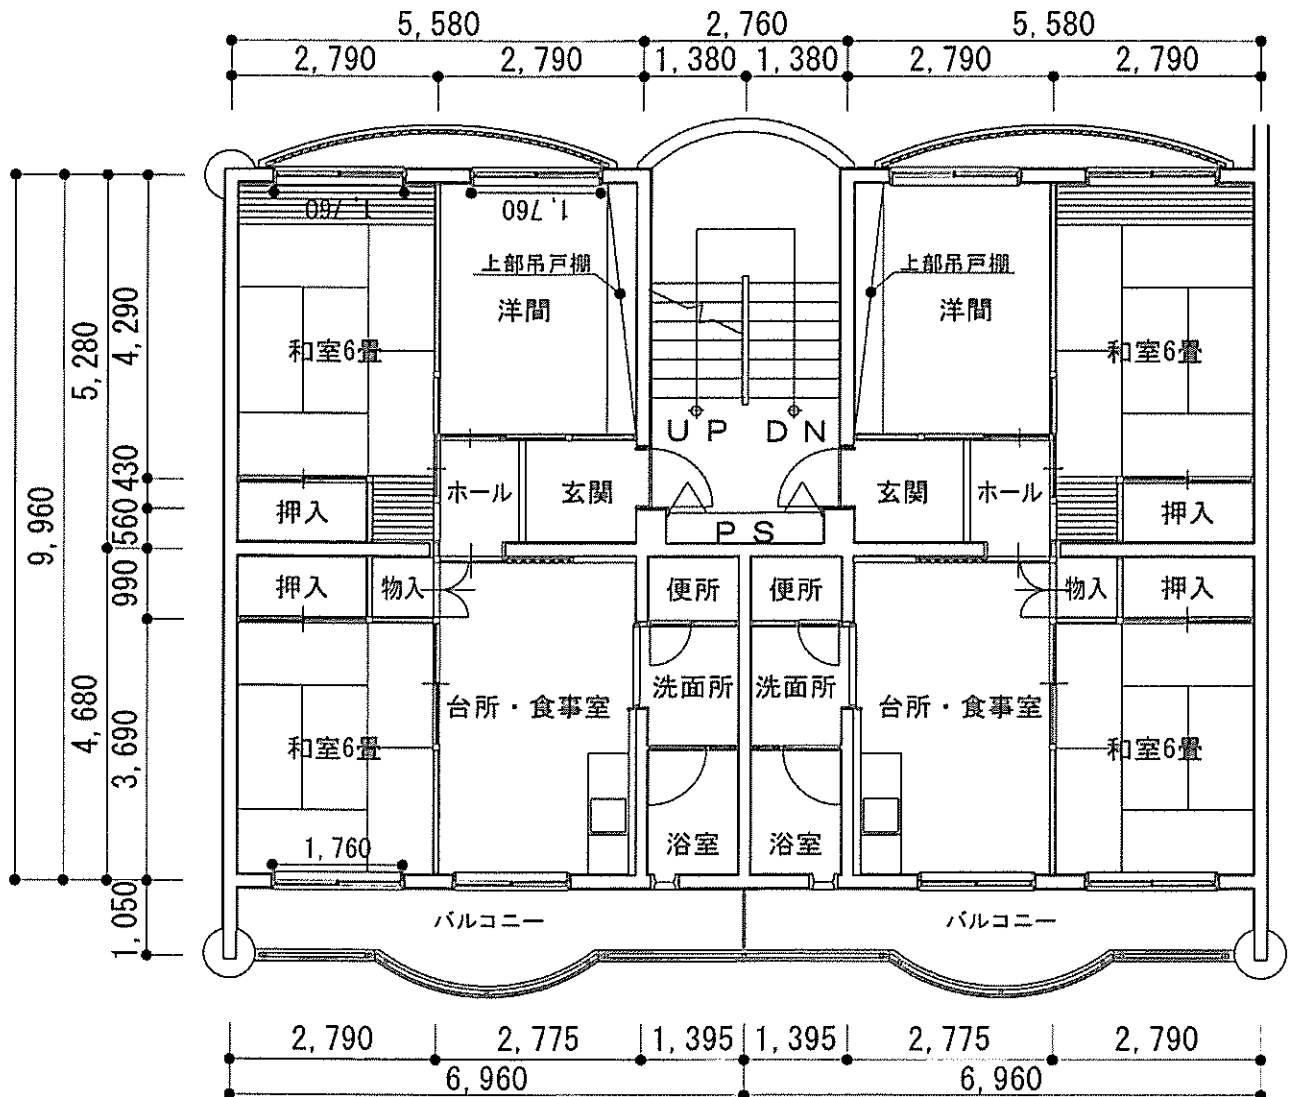 5,580 2,760 5,580
2,790 2,790 1,380 1,380 2,790 2,790
1,760 1,760
上部吊戸棚 上部吊戸棚
洋間 洋間
和室6畳 和室6畳
4,290
5,280
UP DN
430
ホール 玄関 玄関 ホール
押入 押入
560
9,960
PS
990
押入 物入 便所 便所 物入 押入
洗面所 洗面所
台所・食事室 台所・食事室
4,680
3,690
和室6畳 和室6畳
浴室 浴室
1,760
1,050
バルコニー バルコニー
2,790 2,775 1,395 1,395 2,775 2,790
6,960 6,960